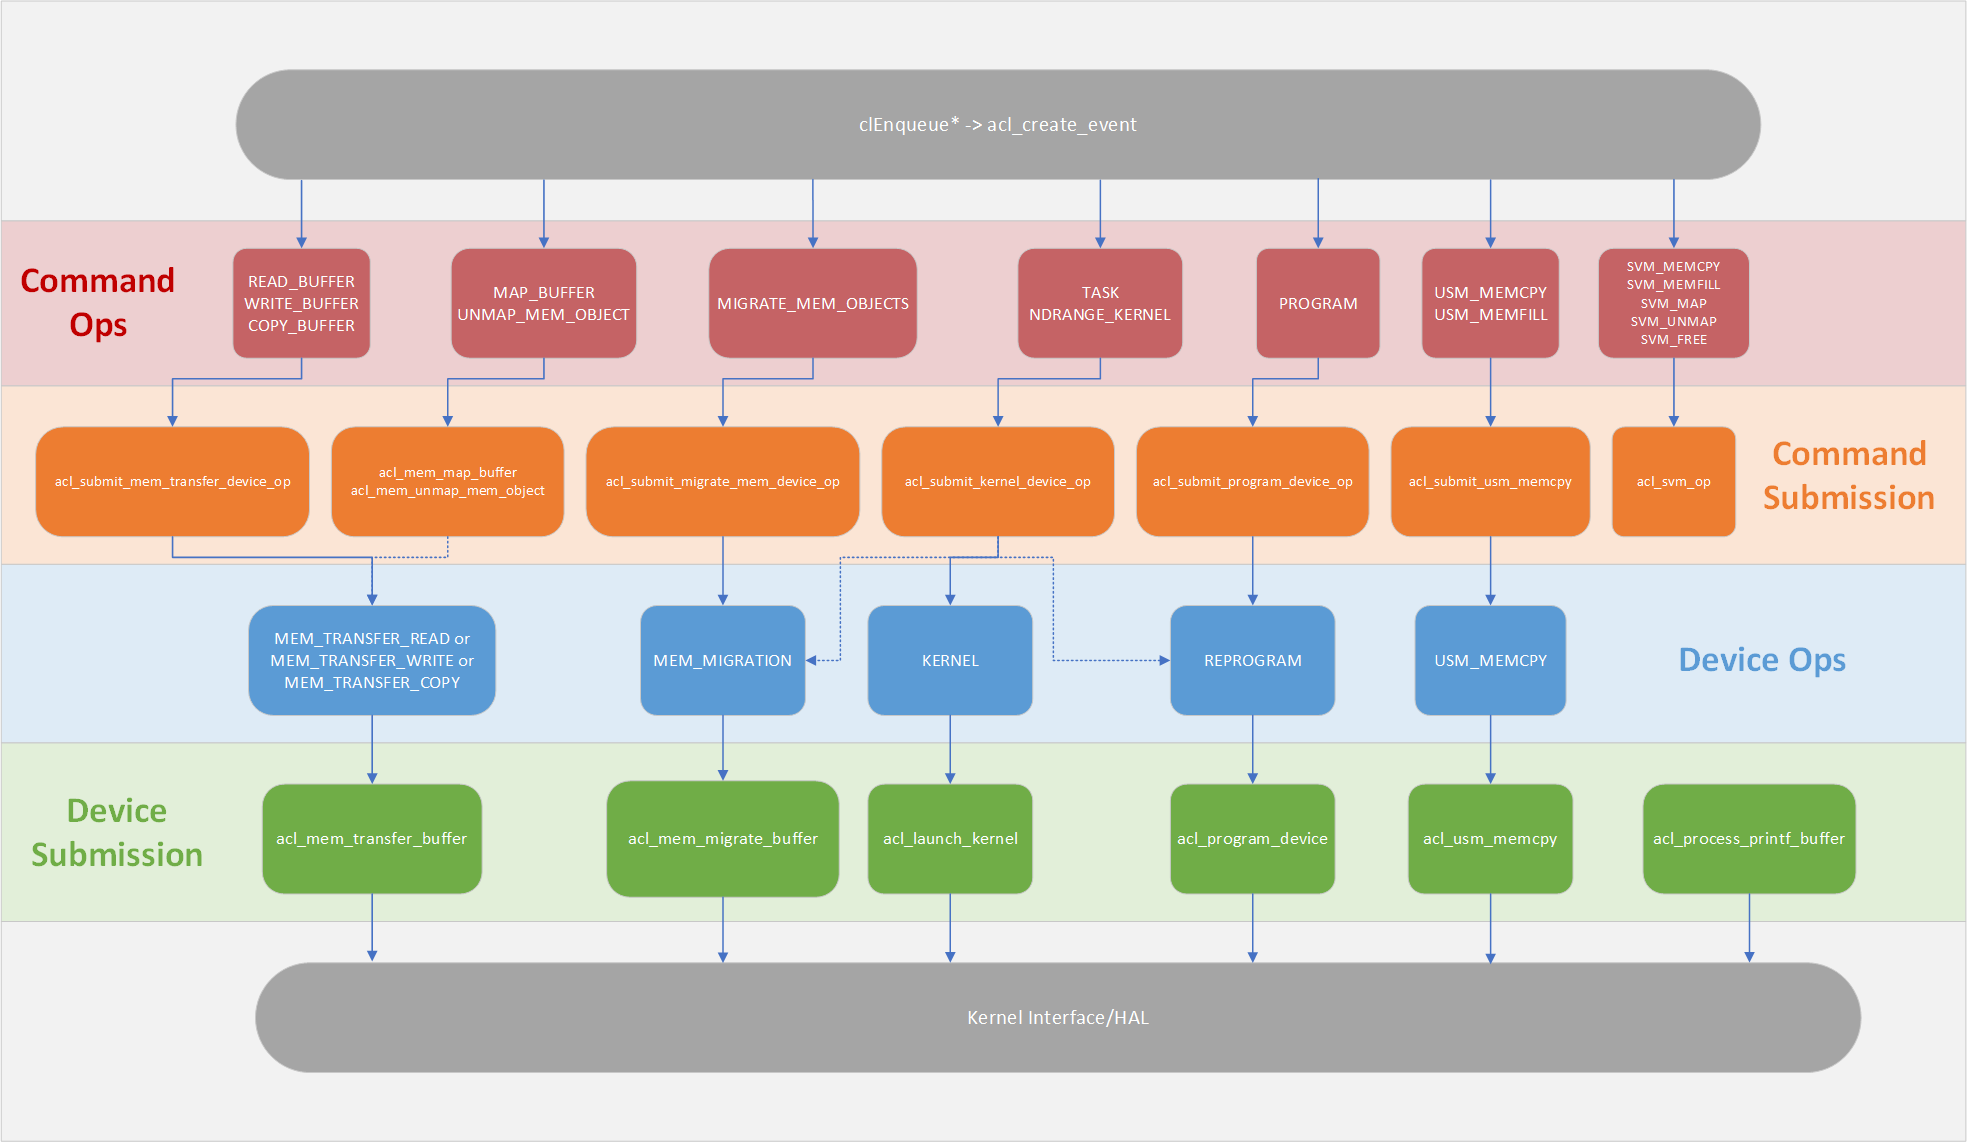 clEnqueue* -> acl_create_event
Command
Ops
READ_BUFFER
WRITE_BUFFER
COPY_BUFFER
MAP_BUFFER
UNMAP_MEM_OBJECT
MIGRATE_MEM_OBJECTS
TASK
NDRANGE_KERNEL
PROGRAM
USM_MEMCPY
USM_MEMFILL
SVM_MEMCPY
SVM_MEMFILL
SVM_MAP
SVM_UNMAP
SVM_FREE
acl_submit_mem_transfer_device_op
acl_mem_map_buffer
acl_mem_unmap_mem_object
acl_submit_migrate_mem_device_op
acl_submit_kernel_device_op
acl_submit_program_device_op
acl_submit_usm_memcpy
acl_svm_op
Command
Submission
MEM_TRANSFER_READ or
MEM_TRANSFER_WRITE or
MEM_TRANSFER_COPY
MEM_MIGRATION
KERNEL
REPROGRAM
USM_MEMCPY
Device Ops
Device
Submission
acl_mem_transfer_buffer
acl_mem_migrate_buffer
acl_launch_kernel
acl_program_device
acl_usm_memcpy
acl_process_printf_buffer
Kernel Interface/HAL